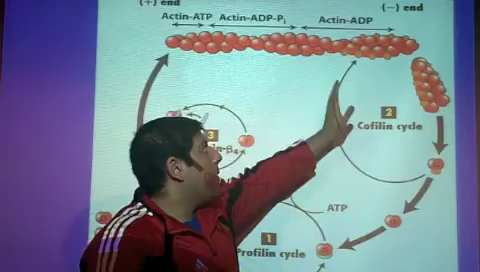 (+) end
(−) end
Actin-ATP
Actin-ADP-Pi
Actin-ADP
2
Cofilin cycle
3
ATP
1
Profilin cycle